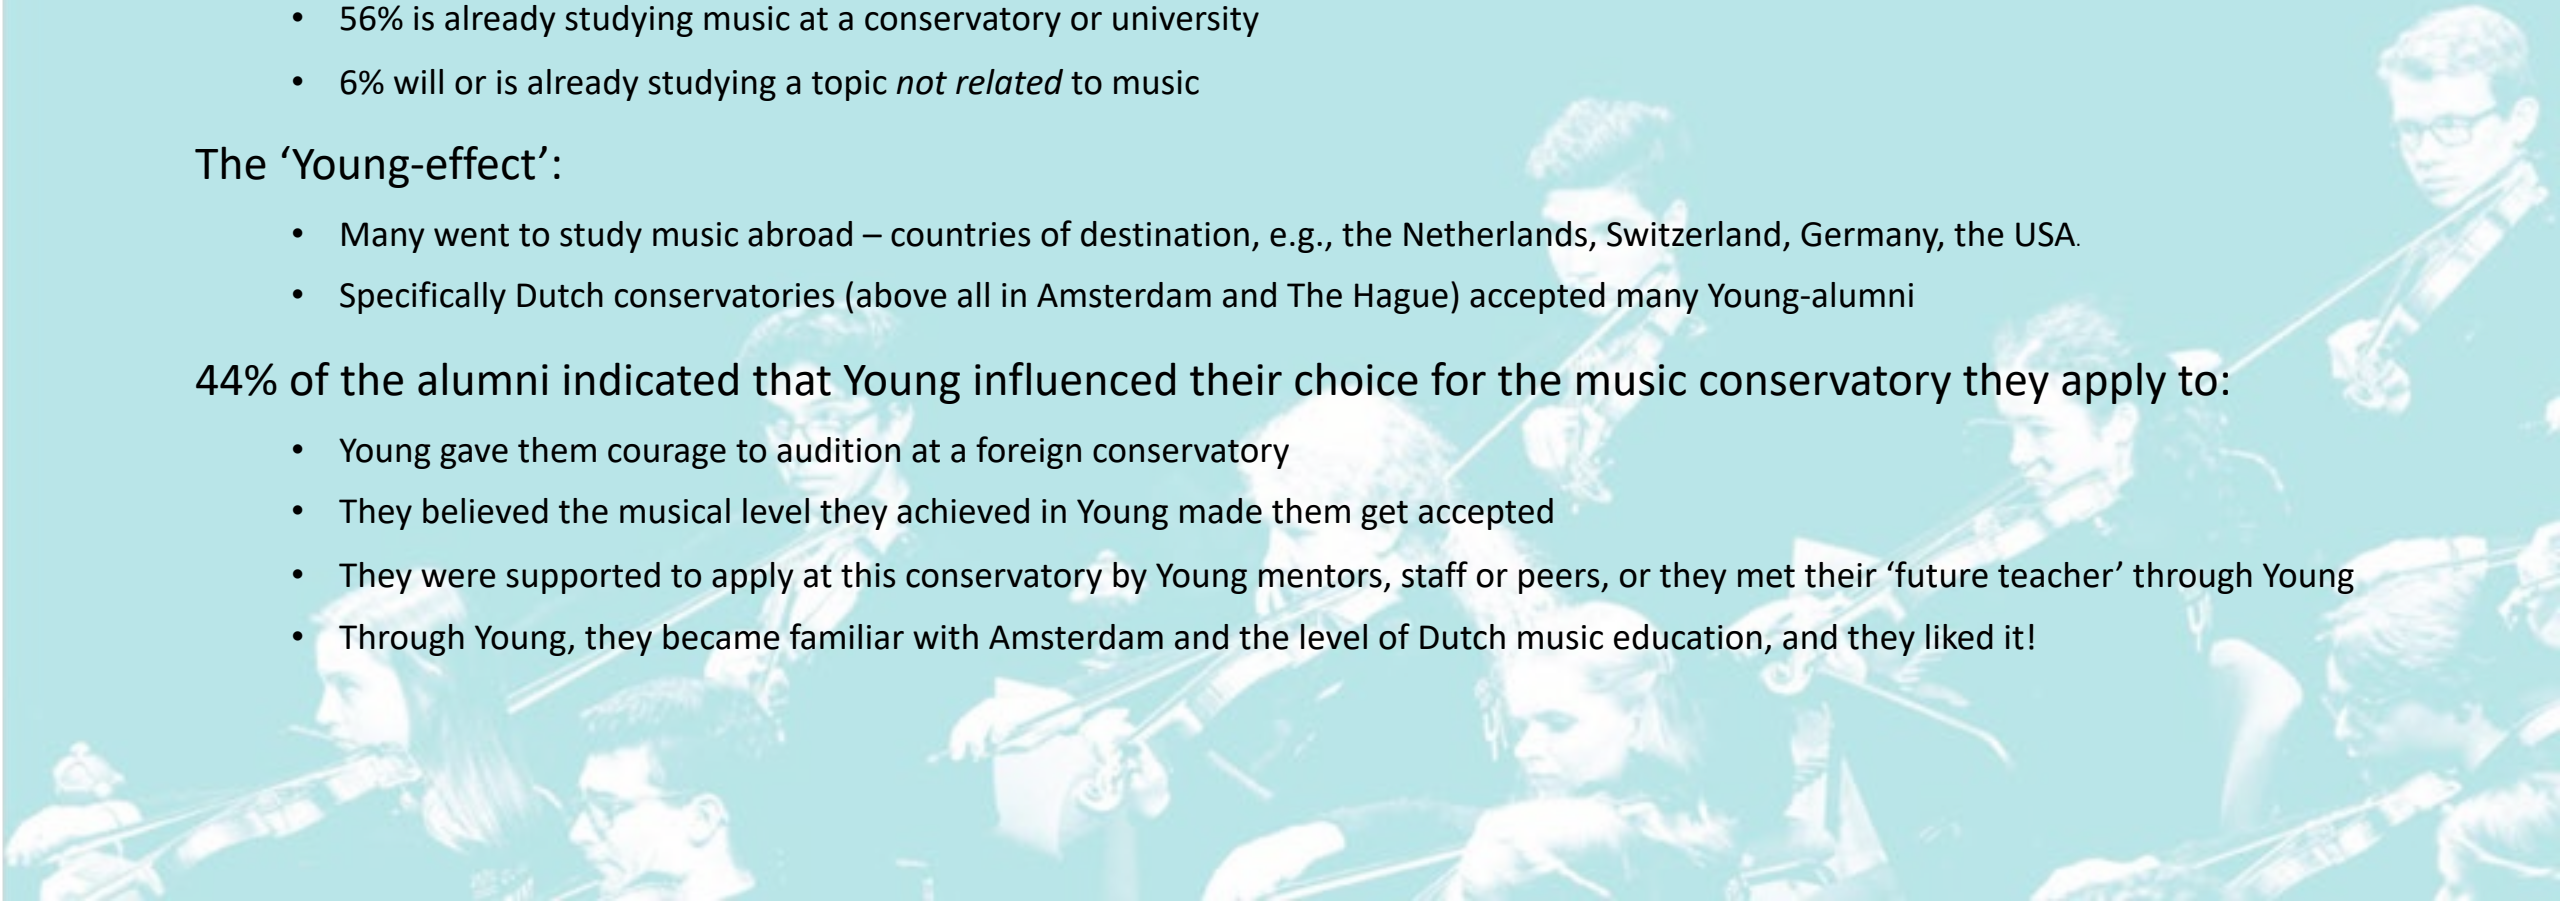 • 56% is already studying music at a conservatory or university
• 6% will or is already studying a topic not related to music
The ‘Young-effect’:
• Many went to study music abroad – countries of destination, e.g., the Netherlands, Switzerland, Germany, the USA.
• Specifically Dutch conservatories (above all in Amsterdam and The Hague) accepted many Young-alumni
44% of the alumni indicated that Young influenced their choice for the music conservatory they apply to:
• Young gave them courage to audition at a foreign conservatory
• They believed the musical level they achieved in Young made them get accepted
• They were supported to apply at this conservatory by Young mentors, staff or peers, or they met their ‘future teacher’ through Young
• Through Young, they became familiar with Amsterdam and the level of Dutch music education, and they liked it!